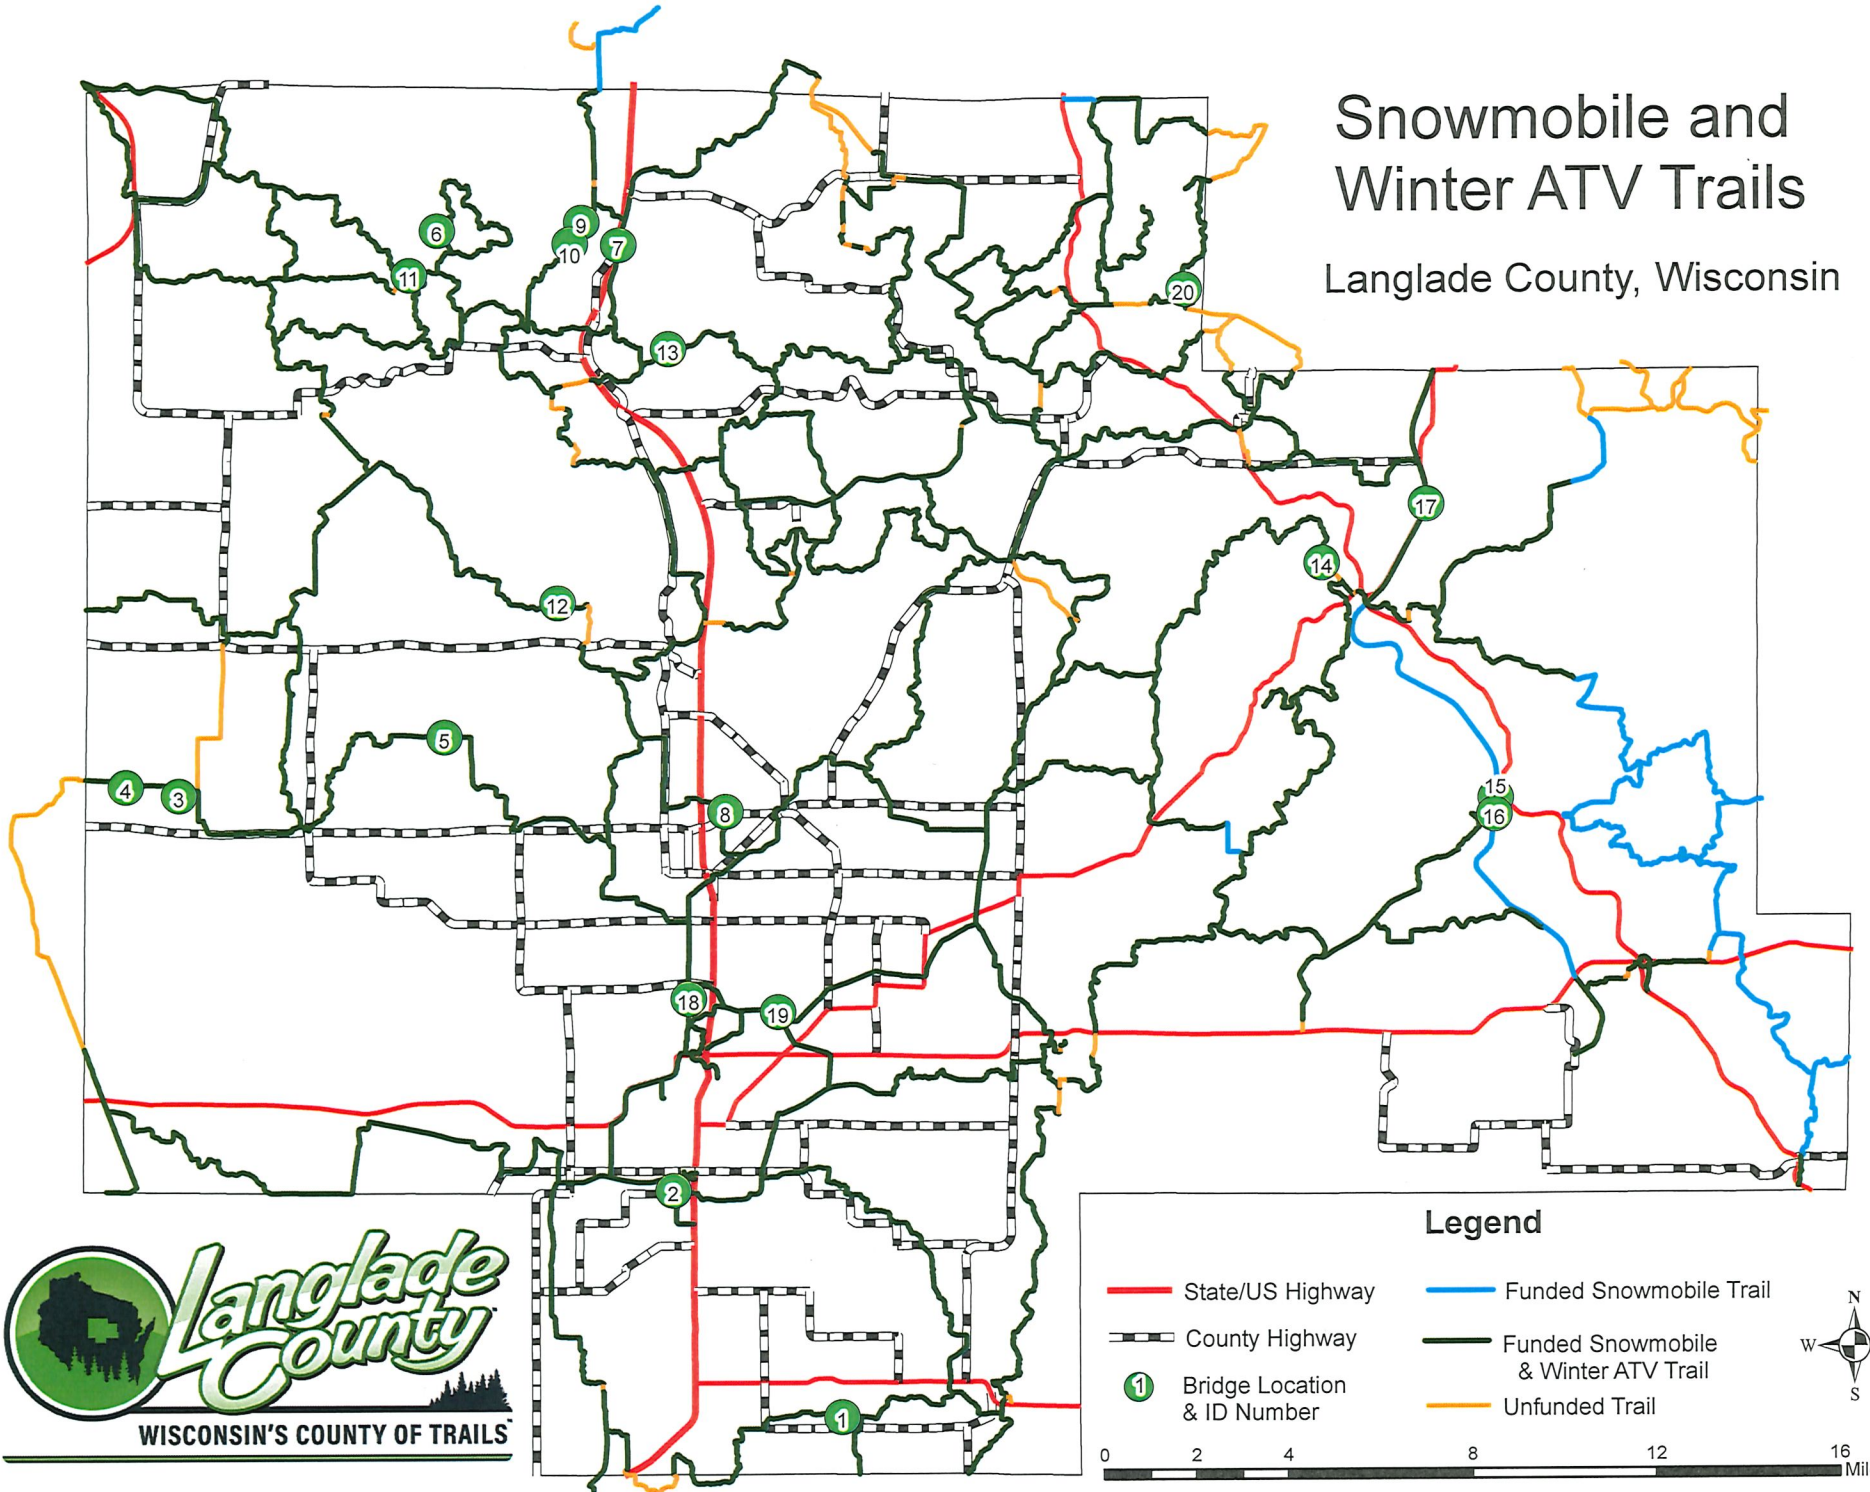 Snowmobile and
Winter ATV Trails
Langlade County, Wisconsin
6
9
10
7
11
20
13
17
14
12
5
4
3
8
15
16
18
19
2
1
Langlade
County
WISCONSIN'S COUNTY OF TRAILS
Legend
State/US Highway
County Highway
1
Bridge Location
& ID Number
Funded Snowmobile Trail
Funded Snowmobile
& Winter ATV Trail
Unfunded Trail
N
W
S
0 2 4 8 12 16
Mil